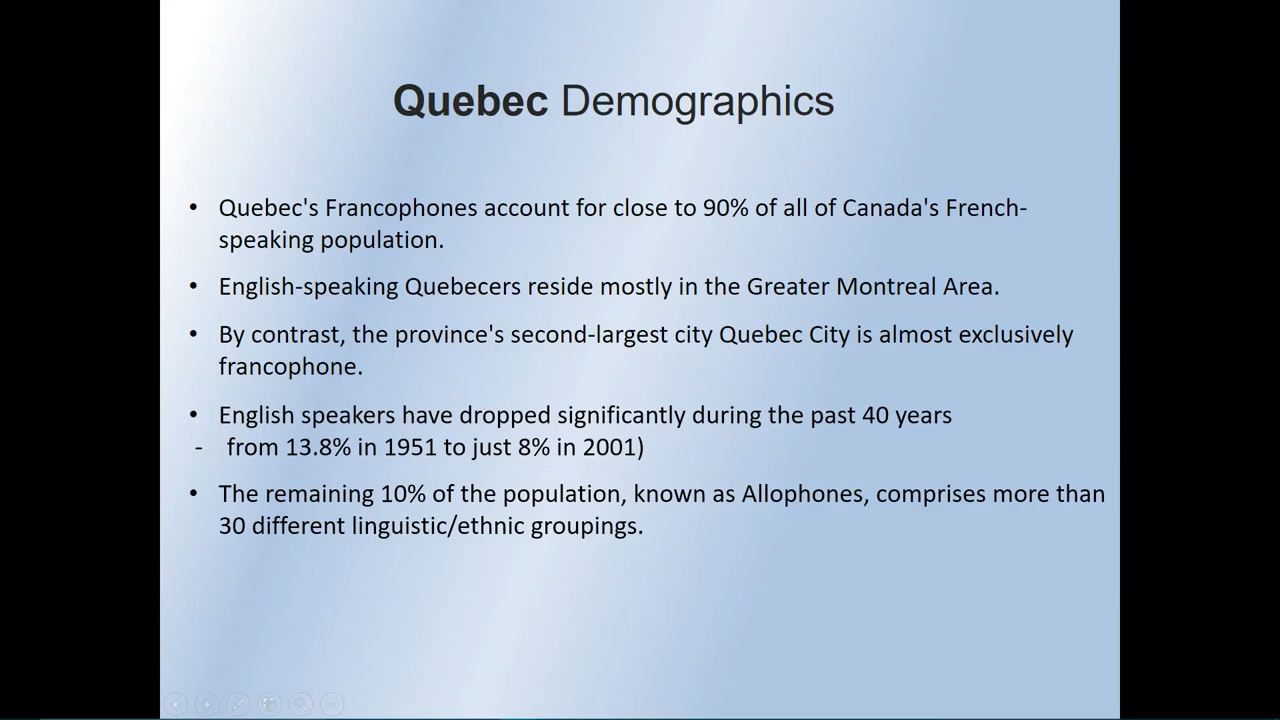 Quebec Demographics
• Quebec's Francophones account for close to 90% of all of Canada's French-
speaking population.
• English-speaking Quebecers reside mostly in the Greater Montreal Area.
• By contrast, the province's second-largest city Quebec City is almost exclusively
francophone.
• English speakers have dropped significantly during the past 40 years
- from 13.8% in 1951 to just 8% in 2001)
• The remaining 10% of the population, known as Allophones, comprises more than
30 different linguistic/ethnic groupings.